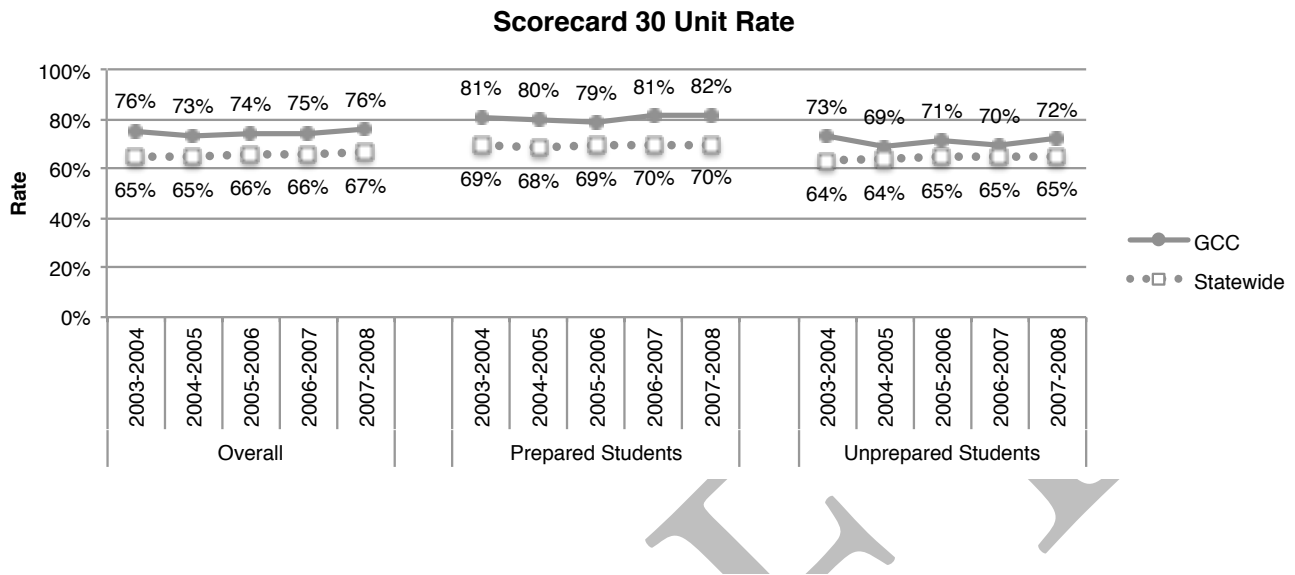 Scorecard 30 Unit Rate
100%
80%
60%
40%
20%
0%
Rate
76% 73% 74% 75% 76%
65% 65% 66% 66% 67%
81% 80% 79% 81% 82%
69% 68% 69% 70% 70%
73% 69% 71% 70% 72%
64% 64% 65% 65% 65%
GCC
Statewide
2003-2004 2004-2005 2005-2006 2006-2007 2007-2008
2003-2004 2004-2005 2005-2006 2006-2007 2007-2008
2003-2004 2004-2005 2005-2006 2006-2007 2007-2008
Overall
Prepared Students
Unprepared Students